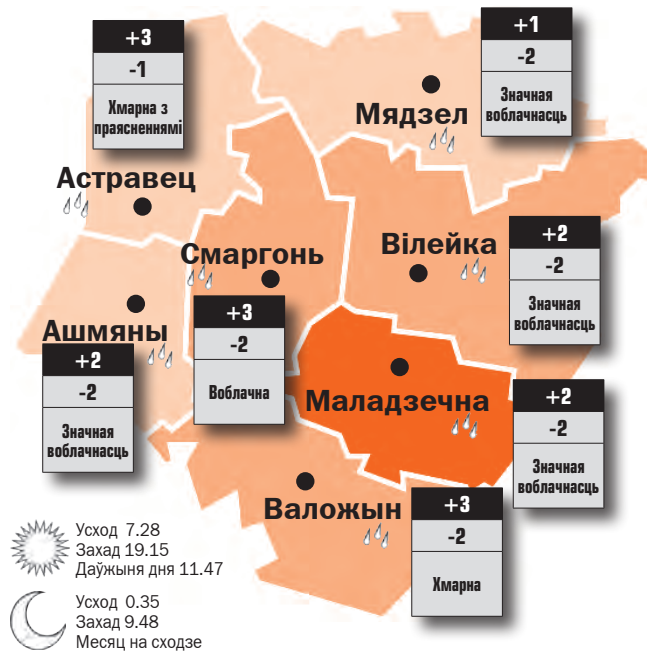 +3
-1
Хмарна з
праясненнямі
+1
-2
Значная
воблачнасць
Мядзел
Астравец
Смаргонь
Вілейка
+2
-2
Значная
воблачнасць
Ашмяны
+3
-2
Воблачна
+2
-2
Значная
воблачнасць
Маладзечна
+2
-2
Значная
воблачнасць
Валожын
+3
-2
Хмарна
Усход 7.28
Захад 19.15
Даўжыня дня 11.47
Усход 0.35
Захад 9.48
Месяц на сходзе